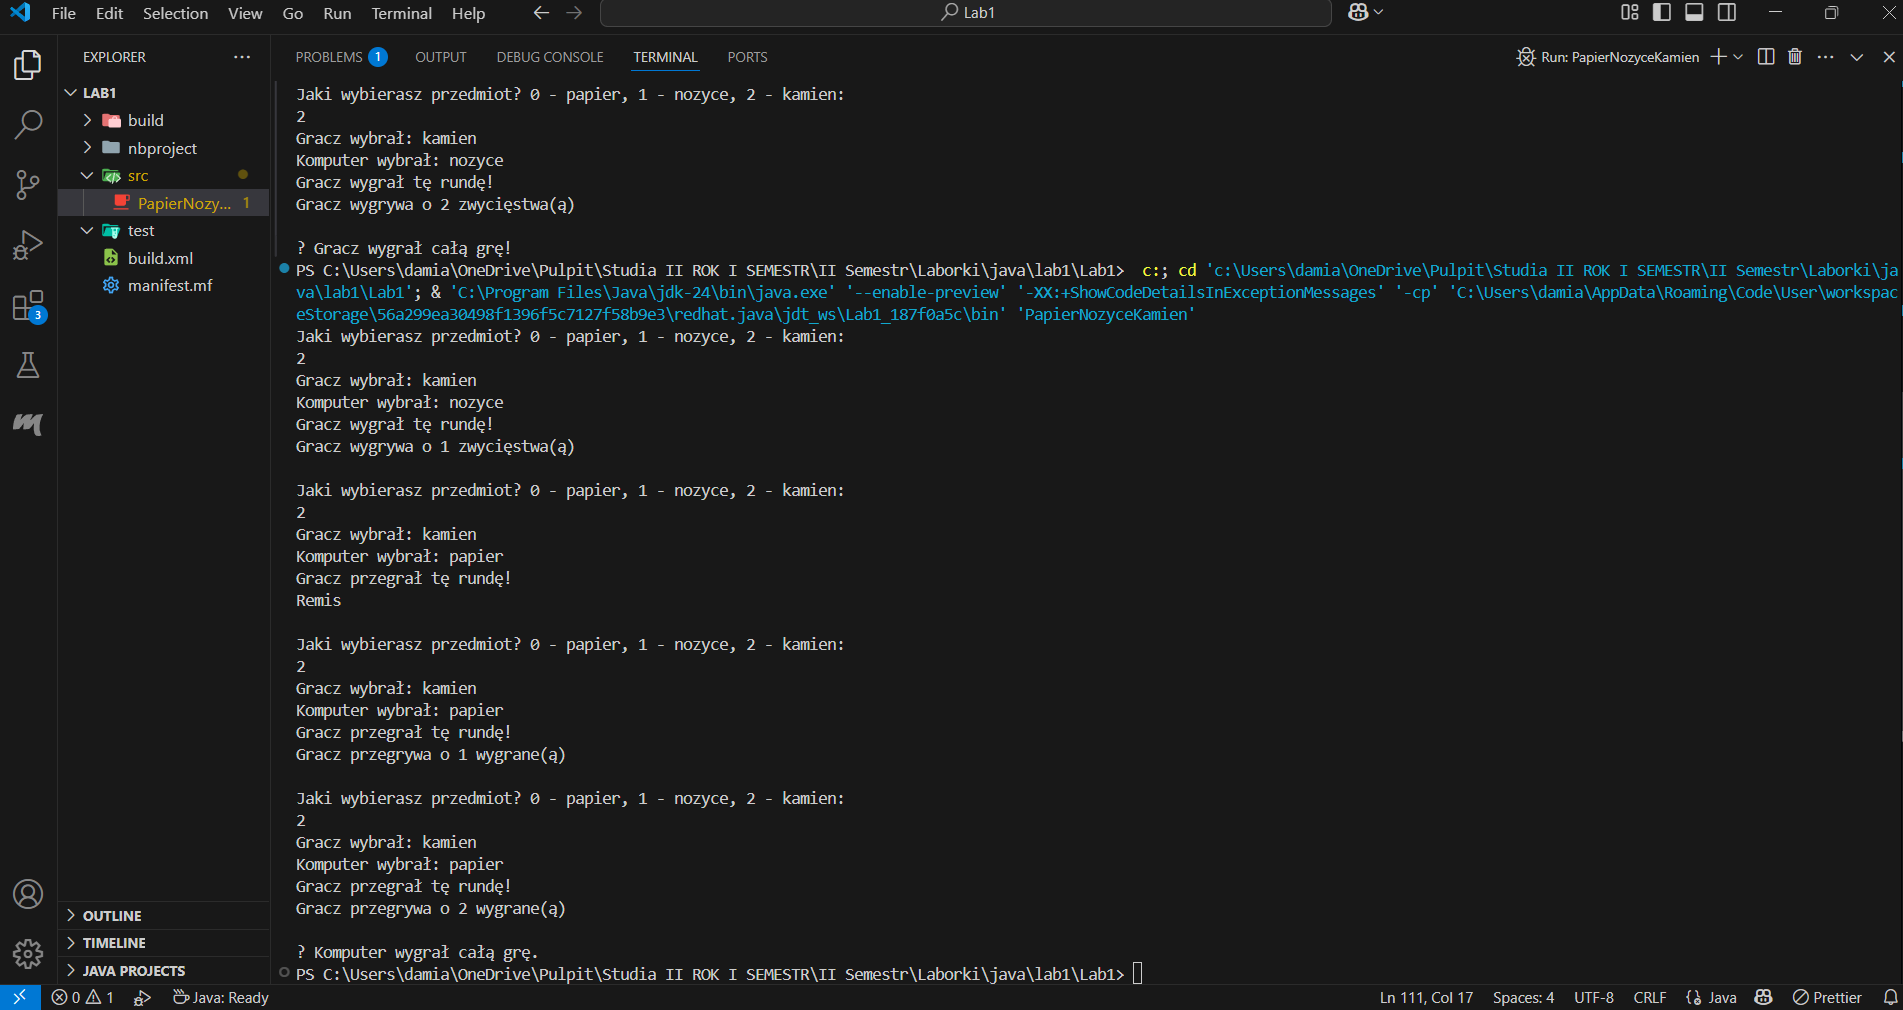 File Edit Selection View Go Run Terminal Help Lab1
EXPLORER
LAB1
build
nbproject
src
PapierNozy... 1
test
build.xml
manifest.mf
3
OUTLINE
TIMELINE
JAVA PROJECTS
PROBLEMS 1 OUTPUT DEBUG CONSOLE TERMINAL PORTS Run: PapierNozyceKamien
Jaki wybierasz przedmiot? 0 - papier, 1 - nozyce, 2 - kamien:
2
Gracz wybrał: kamien
Komputer wybrał: nozyce
Gracz wygrał tę rundę!
Gracz wygrywa o 2 zwycięstwa(ą)
? Gracz wygrał całą grę!
PS C:\Users\damia\OneDrive\Pulpit\Studia II ROK I SEMESTR\II Semestr\Laborki\java\lab1\Lab1>  c:; cd 'c:\Users\damia\OneDrive\Pulpit\Studia II ROK I SEMESTR\II Semestr\Laborki\ja
va\lab1\Lab1'; & 'C:\Program Files\Java\jdk-24\bin\java.exe' '--enable-preview' '-XX:+ShowCodeDetailsInExceptionMessages' '-cp' 'C:\Users\damia\AppData\Roaming\Code\User\workspac
eStorage\56a299ea30498f1396f5c7127f58b9e3\redhat.java\jdt_ws\Lab1_187f0a5c\bin' 'PapierNozyceKamien'
Jaki wybierasz przedmiot? 0 - papier, 1 - nozyce, 2 - kamien:
2
Gracz wybrał: kamien
Komputer wybrał: nozyce
Gracz wygrał tę rundę!
Gracz wygrywa o 1 zwycięstwa(ą)
Jaki wybierasz przedmiot? 0 - papier, 1 - nozyce, 2 - kamien:
2
Gracz wybrał: kamien
Komputer wybrał: papier
Gracz przegrał tę rundę!
Remis
Jaki wybierasz przedmiot? 0 - papier, 1 - nozyce, 2 - kamien:
2
Gracz wybrał: kamien
Komputer wybrał: papier
Gracz przegrał tę rundę!
Gracz przegrywa o 1 wygrane(ą)
Jaki wybierasz przedmiot? 0 - papier, 1 - nozyce, 2 - kamien:
2
Gracz wybrał: kamien
Komputer wybrał: papier
Gracz przegrał tę rundę!
Gracz przegrywa o 2 wygrane(ą)
? Komputer wygrał całą grę.
PS C:\Users\damia\OneDrive\Pulpit\Studia II ROK I SEMESTR\II Semestr\Laborki\java\lab1\Lab1>
0 1 Java: Ready Ln 111, Col 17 Spaces: 4 UTF-8 CRLF Java Prettier